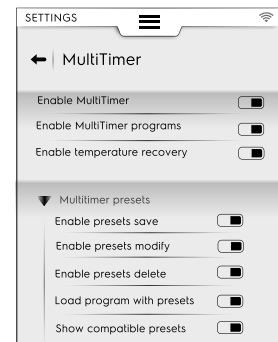 SETTINGS
MultiTimer
Enable MultiTimer
Enable MultiTimer programs
Enable temperature recovery
Multitimer presets
Enable presets save
Enable presets modify
Enable presets delete
Load program with presets
Show compatible presets